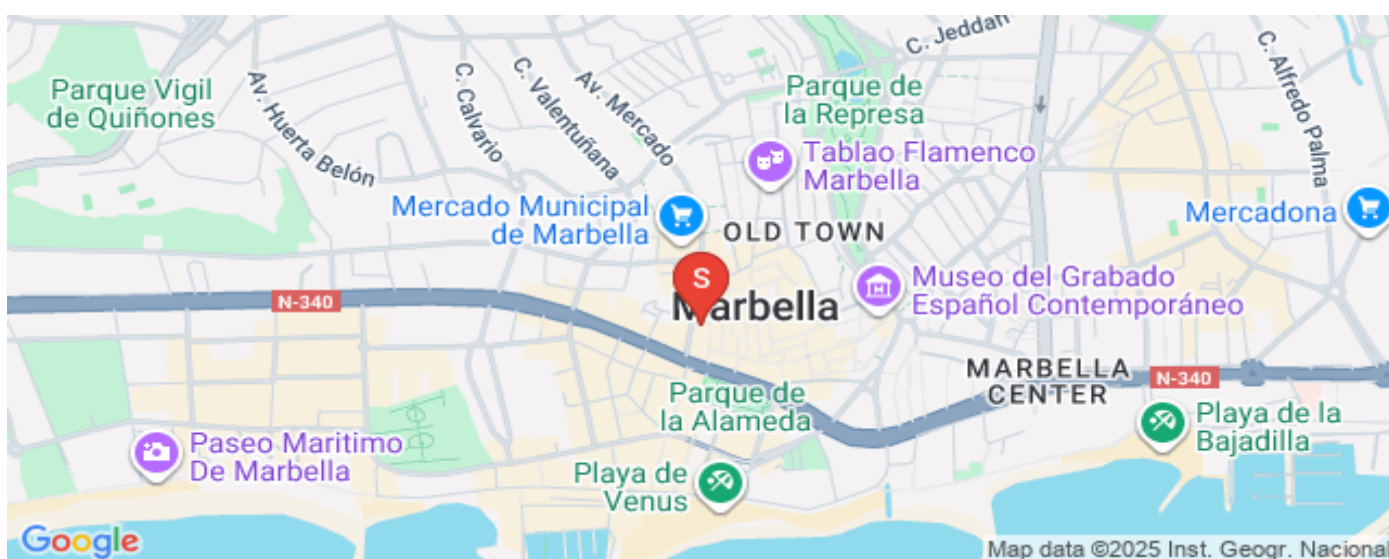 C. Jeddah
C. Alfredo Palma
Parque Vigil
de Quiñones
Av. Huerta Belón
C. Calvario
C. Valentuñana
Av. Mercado
Parque de
la Represa
Tablao Flamenco
Marbella
Mercado Municipal
de Marbella
OLD TOWN
Mercadona
S
Marbella
Museo del Grabado
Español Contemporáneo
N-340
MARBELLA
CENTER
N-340
Parque de
la Alameda
Playa de la
Bajadilla
Paseo Maritimo
De Marbella
Playa de
Venus
Google
Map data ©2025 Inst. Geogr. Nacional